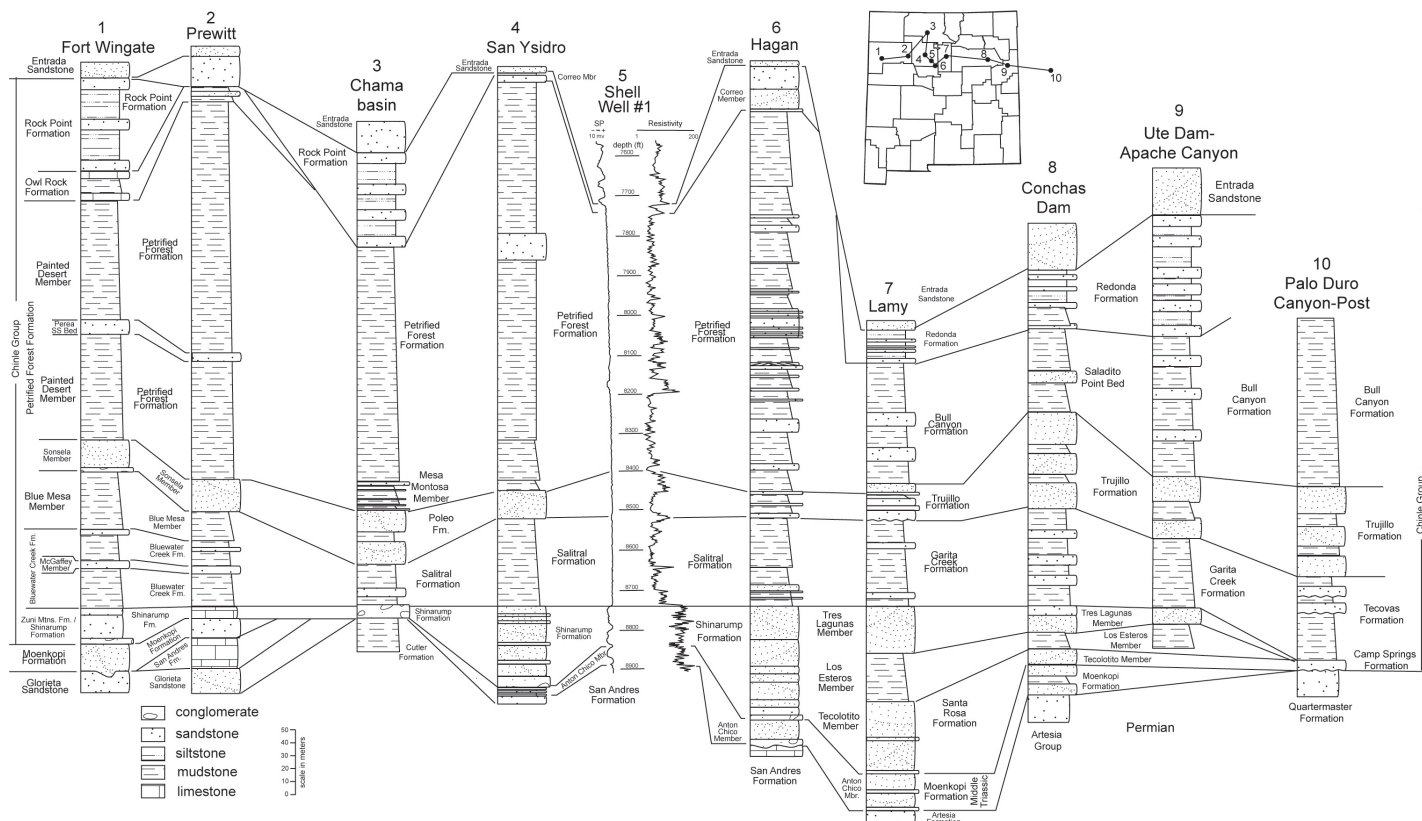 1
Fort Wingate
2
Prewitt
3
Chama
basin
4
San Ysidro
5
Shell
Well #1
6
Hagan
7
Lamy
8
Conchas
Dam
9
Ute Dam-
Apache Canyon
10
Palo Duro
Canyon-Post
1
2
3
4
5
6
7
8
9
10
Entrada
Sandstone
Rock Point
Formation
Owl Rock
Formation
Painted
Desert
Member
Perea
SS Bed
Painted
Desert
Member
Sonsela
Member
Blue Mesa
Member
McGaffey
Member
Bluewater Creek Fm.
Petrified Forest Formation
Chinle Group
Zuni Mtns. Fm. /
Shinarump
Formation
Moenkopi
Formation
Glorieta
Sandstone
Rock Point
Formation
Petrified
Forest
Formation
Petrified
Forest
Formation
Sonsela
Member
Blue Mesa
Member
Bluewater
Creek Fm.
Bluewater
Creek Fm.
Shinarump
Fm.
Moenkopi
Formation
San Andres
Fm.
Glorieta
Sandstone
Entrada
Sandstone
Rock Point
Formation
Petrified
Forest
Formation
Mesa
Montosa
Member
Poleo
Fm.
Salitral
Formation
Shinarump
Formation
Cutler
Formation
Entrada
Sandstone
Correo Mbr
Petrified
Forest
Formation
Salitral
Formation
Shinarump
Formation
Anton Chico Mbr
San Andres
Formation
SP
- +
10 mv
Resistivity
1
200
depth (ft)
7600
7700
7800
7900
8000
8100
8200
8300
8400
8500
8600
8700
8800
8900
Entrada
Sandstone
Correo
Member
Petrified
Forest
Formation
Salitral
Formation
Shinarump
Formation
Anton
Chico
Member
San Andres
Formation
Tres
Lagunas
Member
Los
Esteros
Member
Tecolotito
Member
Anton
Chico
Mbr.
Entrada
Sandstone
Redonda
Formation
Bull
Canyon
Formation
Trujillo
Formation
Garita
Creek
Formation
Santa
Rosa
Formation
Moenkopi
Formation
Middle
Triassic
Artesia
Formation
Redonda
Formation
Saladito
Point Bed
Trujillo
Formation
Tres Lagunas
Member
Los Esteros
Member
Tecolotito Member
Moenkopi
Formation
Artesia
Group
Permian
Entrada
Sandstone
Bull
Canyon
Formation
Garita
Creek
Formation
Bull
Canyon
Formation
Trujillo
Formation
Tecovas
Formation
Camp Springs
Formation
Quartermaster
Formation
Chinle Group
conglomerate
sandstone
siltstone
mudstone
limestone
50
40
30
20
10
0
scale in meters